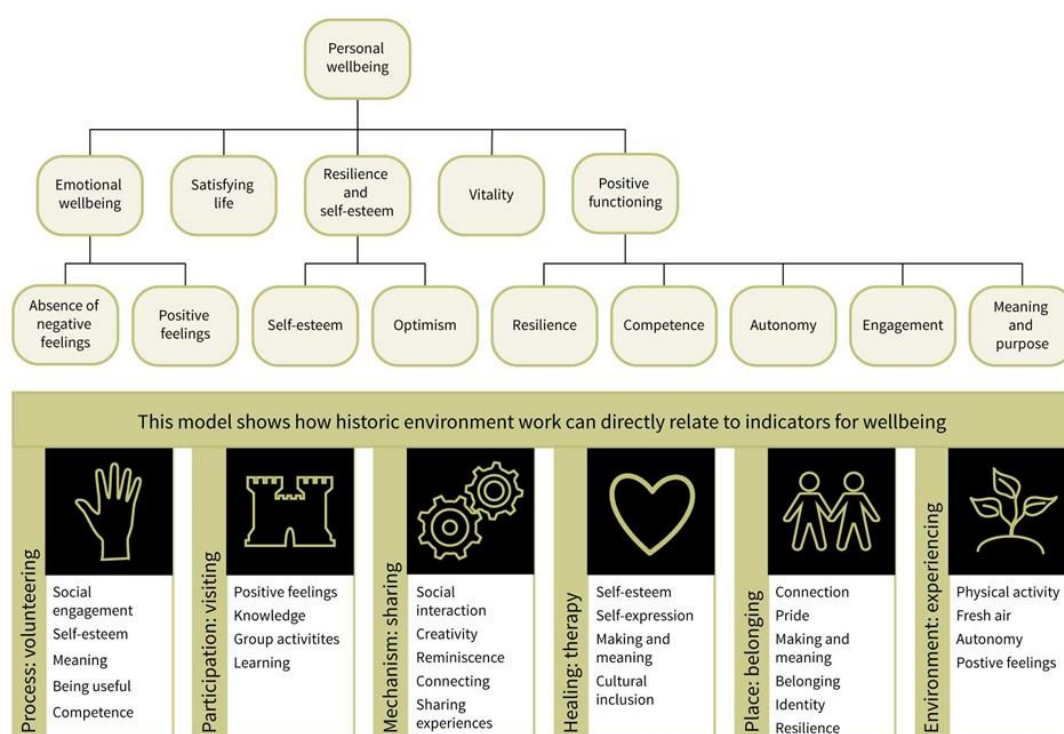 Personal
wellbeing
Emotional
wellbeing
Satisfying
life
Resilience
and
self-esteem
Vitality
Positive
functioning
Absence of
negative
feelings
Positive
feelings
Self-esteem
Optimism
Resilience
Competence
Autonomy
Engagement
Meaning
and
purpose
This model shows how historic environment work can directly relate to indicators for wellbeing
Process: volunteering
Social
engagement
Self-esteem
Meaning
Being useful
Competence
Participation: visiting
Positive feelings
Knowledge
Group activitites
Learning
Mechanism: sharing
Social
interaction
Creativity
Reminiscence
Connecting
Sharing
experiences
Healing: therapy
Self-esteem
Self-expression
Making and
meaning
Cultural
inclusion
Place: belonging
Connection
Pride
Making and
meaning
Belonging
Identity
Resilience
Environment: experiencing
Physical activity
Fresh air
Autonomy
Postive feelings